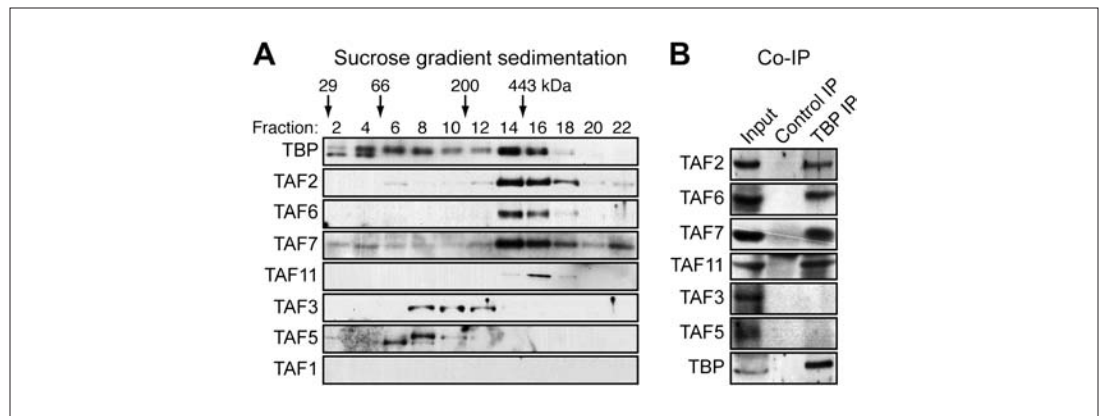 A Sucrose gradient sedimentation
29 66 200 443 kDa
Fraction: 2 4 6 8 10 12 14 16 18 20 22
TBP
TAF2
TAF6
TAF7
TAF11
TAF3
TAF5
TAF1
B Co-IP
Input Control IP TBP IP
TAF2
TAF6
TAF7
TAF11
TAF3
TAF5
TBP